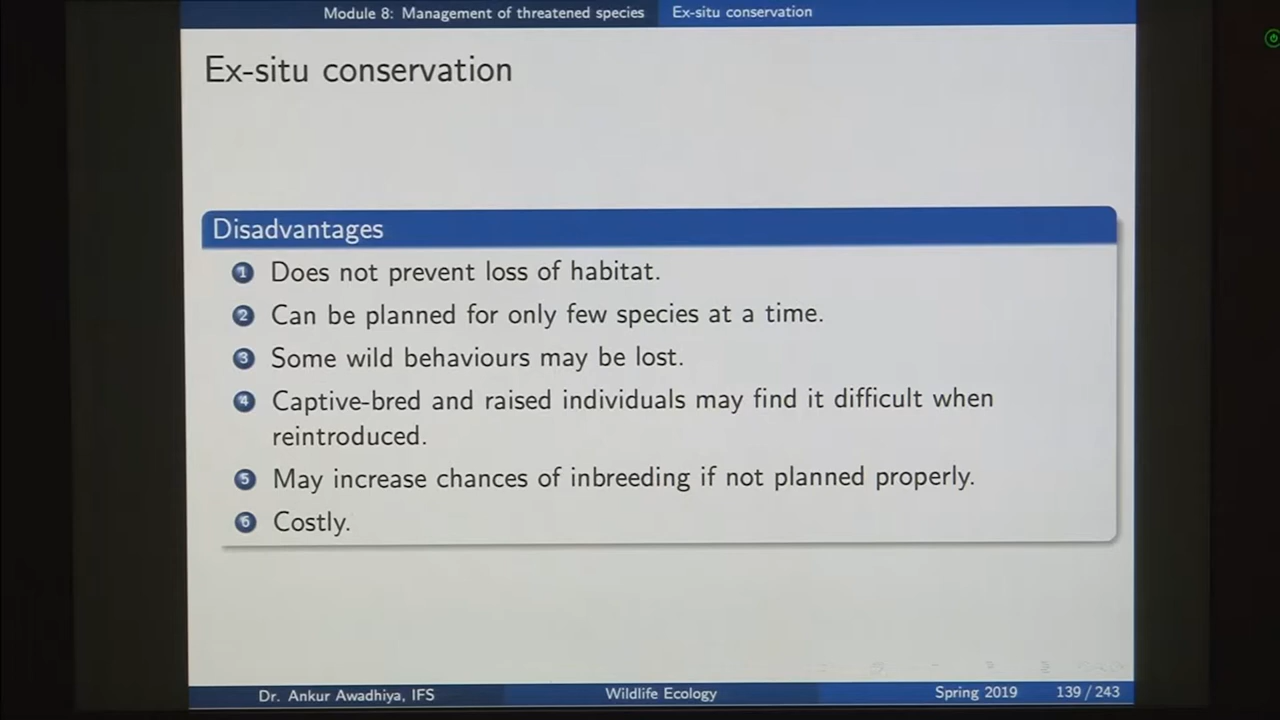 Module 8: Management of threatened species Ex-situ conservation
Ex-situ conservation
Disadvantages
1 Does not prevent loss of habitat.
2 Can be planned for only few species at a time.
3 Some wild behaviours may be lost.
4 Captive-bred and raised individuals may find it difficult when
reintroduced.
5 May increase chances of inbreeding if not planned properly.
6 Costly.
Dr. Ankur Awadhiya, IFS Wildlife Ecology Spring 2019 139 / 243